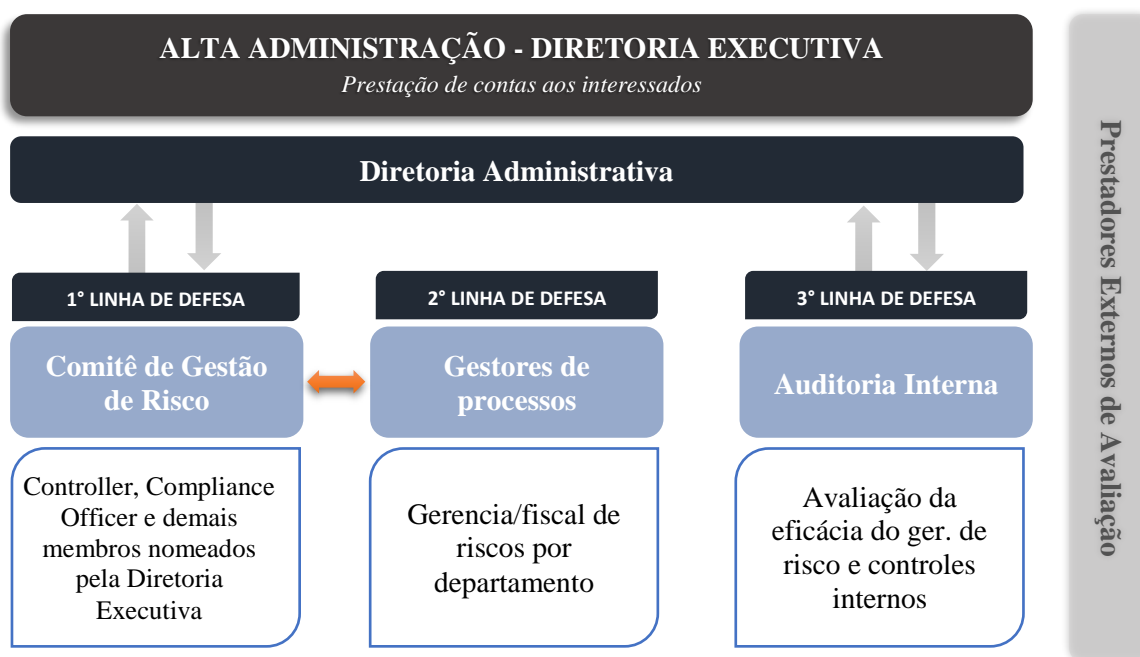 ALTA ADMINISTRAÇÃO - DIRETORIA EXECUTIVA
Prestação de contas aos interessados
Diretoria Administrativa
1° LINHA DE DEFESA
Comitê de Gestão
de Risco
Controller, Compliance
Officer e demais
membros nomeados
pela Diretoria
Executiva
2° LINHA DE DEFESA
Gestores de
processos
Gerencia/fiscal de
riscos por
departamento
3° LINHA DE DEFESA
Auditoria Interna
Avaliação da
eficácia do ger. de
risco e controles
internos
Prestadores Externos de Avaliação